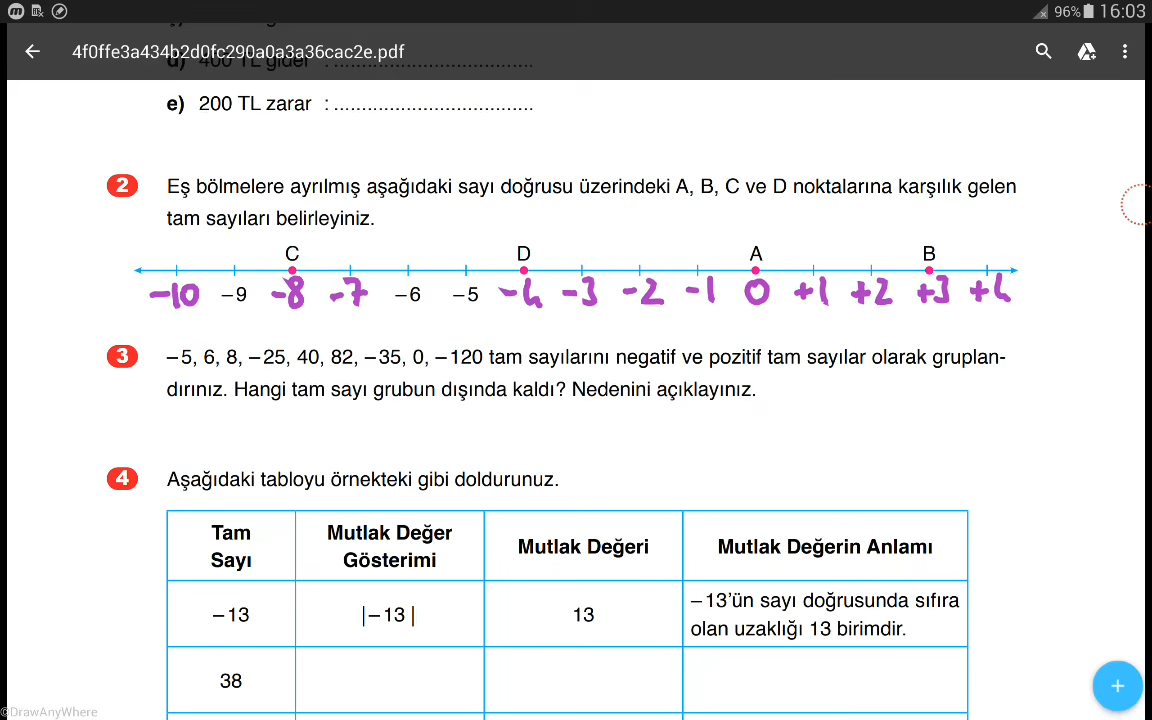 96% 16:03
4f0ffe3a434b2d0fc290a0a3a36cac2e.pdf
d) 400 TL gider : ..................................
e) 200 TL zarar : ..................................
2 Eş bölmelere ayrılmış aşağıdaki sayı doğrusu üzerindeki A, B, C ve D noktalarına karşılık gelen
tam sayıları belirleyiniz.
C D A B
-10 -9 -8 -7 -6 -5 -4 -3 -2 -1 0 +1 +2 +3 +4
3 -5, 6, 8, -25, 40, 82, -35, 0, -120 tam sayılarını negatif ve pozitif tam sayılar olarak gruplan-
dırınız. Hangi tam sayı grubun dışında kaldı? Nedenini açıklayınız.
4 Aşağıdaki tabloyu örnekteki gibi doldurunuz.
Tam Sayı
Mutlak Değer Gösterimi
Mutlak Değeri
Mutlak Değerin Anlamı
-13
|-13|
13
-13'ün sayı doğrusunda sıfıra
olan uzaklığı 13 birimdir.
38
©DrawAnyWhere